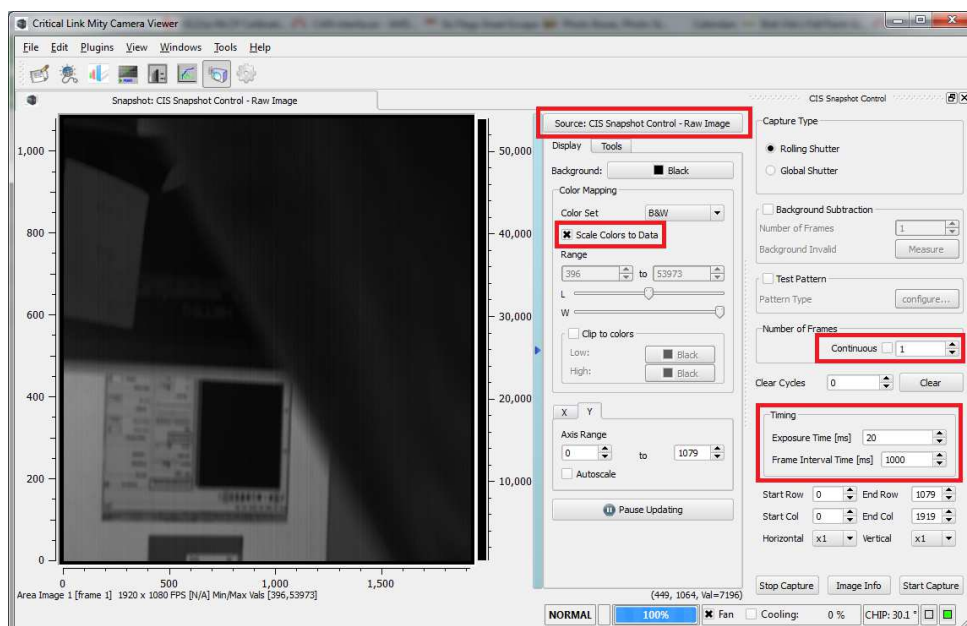 Critical Link Mity Camera Viewer
File Edit Plugins View Windows Tools Help
Snapshot: CIS Snapshot Control - Raw Image
1,000
800
600
400
200
0
0 500 1,000 1,500
50,000
40,000
30,000
20,000
10,000
Area Image 1 [frame 1] 1920 x 1080 FPS [N/A] Min/Max Vals [396,53973]
Source: CIS Snapshot Control - Raw Image
Display Tools
Background: Black
Color Mapping
Color Set B&W
Scale Colors to Data
Range
396 to 53973
L
W
Clip to colors
Low: Black
High: Black
X Y
Axis Range
0 to 1079
Autoscale
Pause Updating
(449, 1064, Val=7196)
CIS Snapshot Control
Capture Type
Rolling Shutter
Global Shutter
Background Subtraction
Number of Frames 1
Background Invalid Measure
Test Pattern
Pattern Type configure...
Number of Frames
Continuous 1
Clear Cycles 0 Clear
Timing
Exposure Time [ms] 20
Frame Interval Time [ms] 1000
Start Row 0 End Row 1079
Start Col 0 End Col 1919
Horizontal x1 Vertical x1
Stop Capture Image Info Start Capture
NORMAL 100% Fan Cooling: 0 % CHIP: 30.1 °